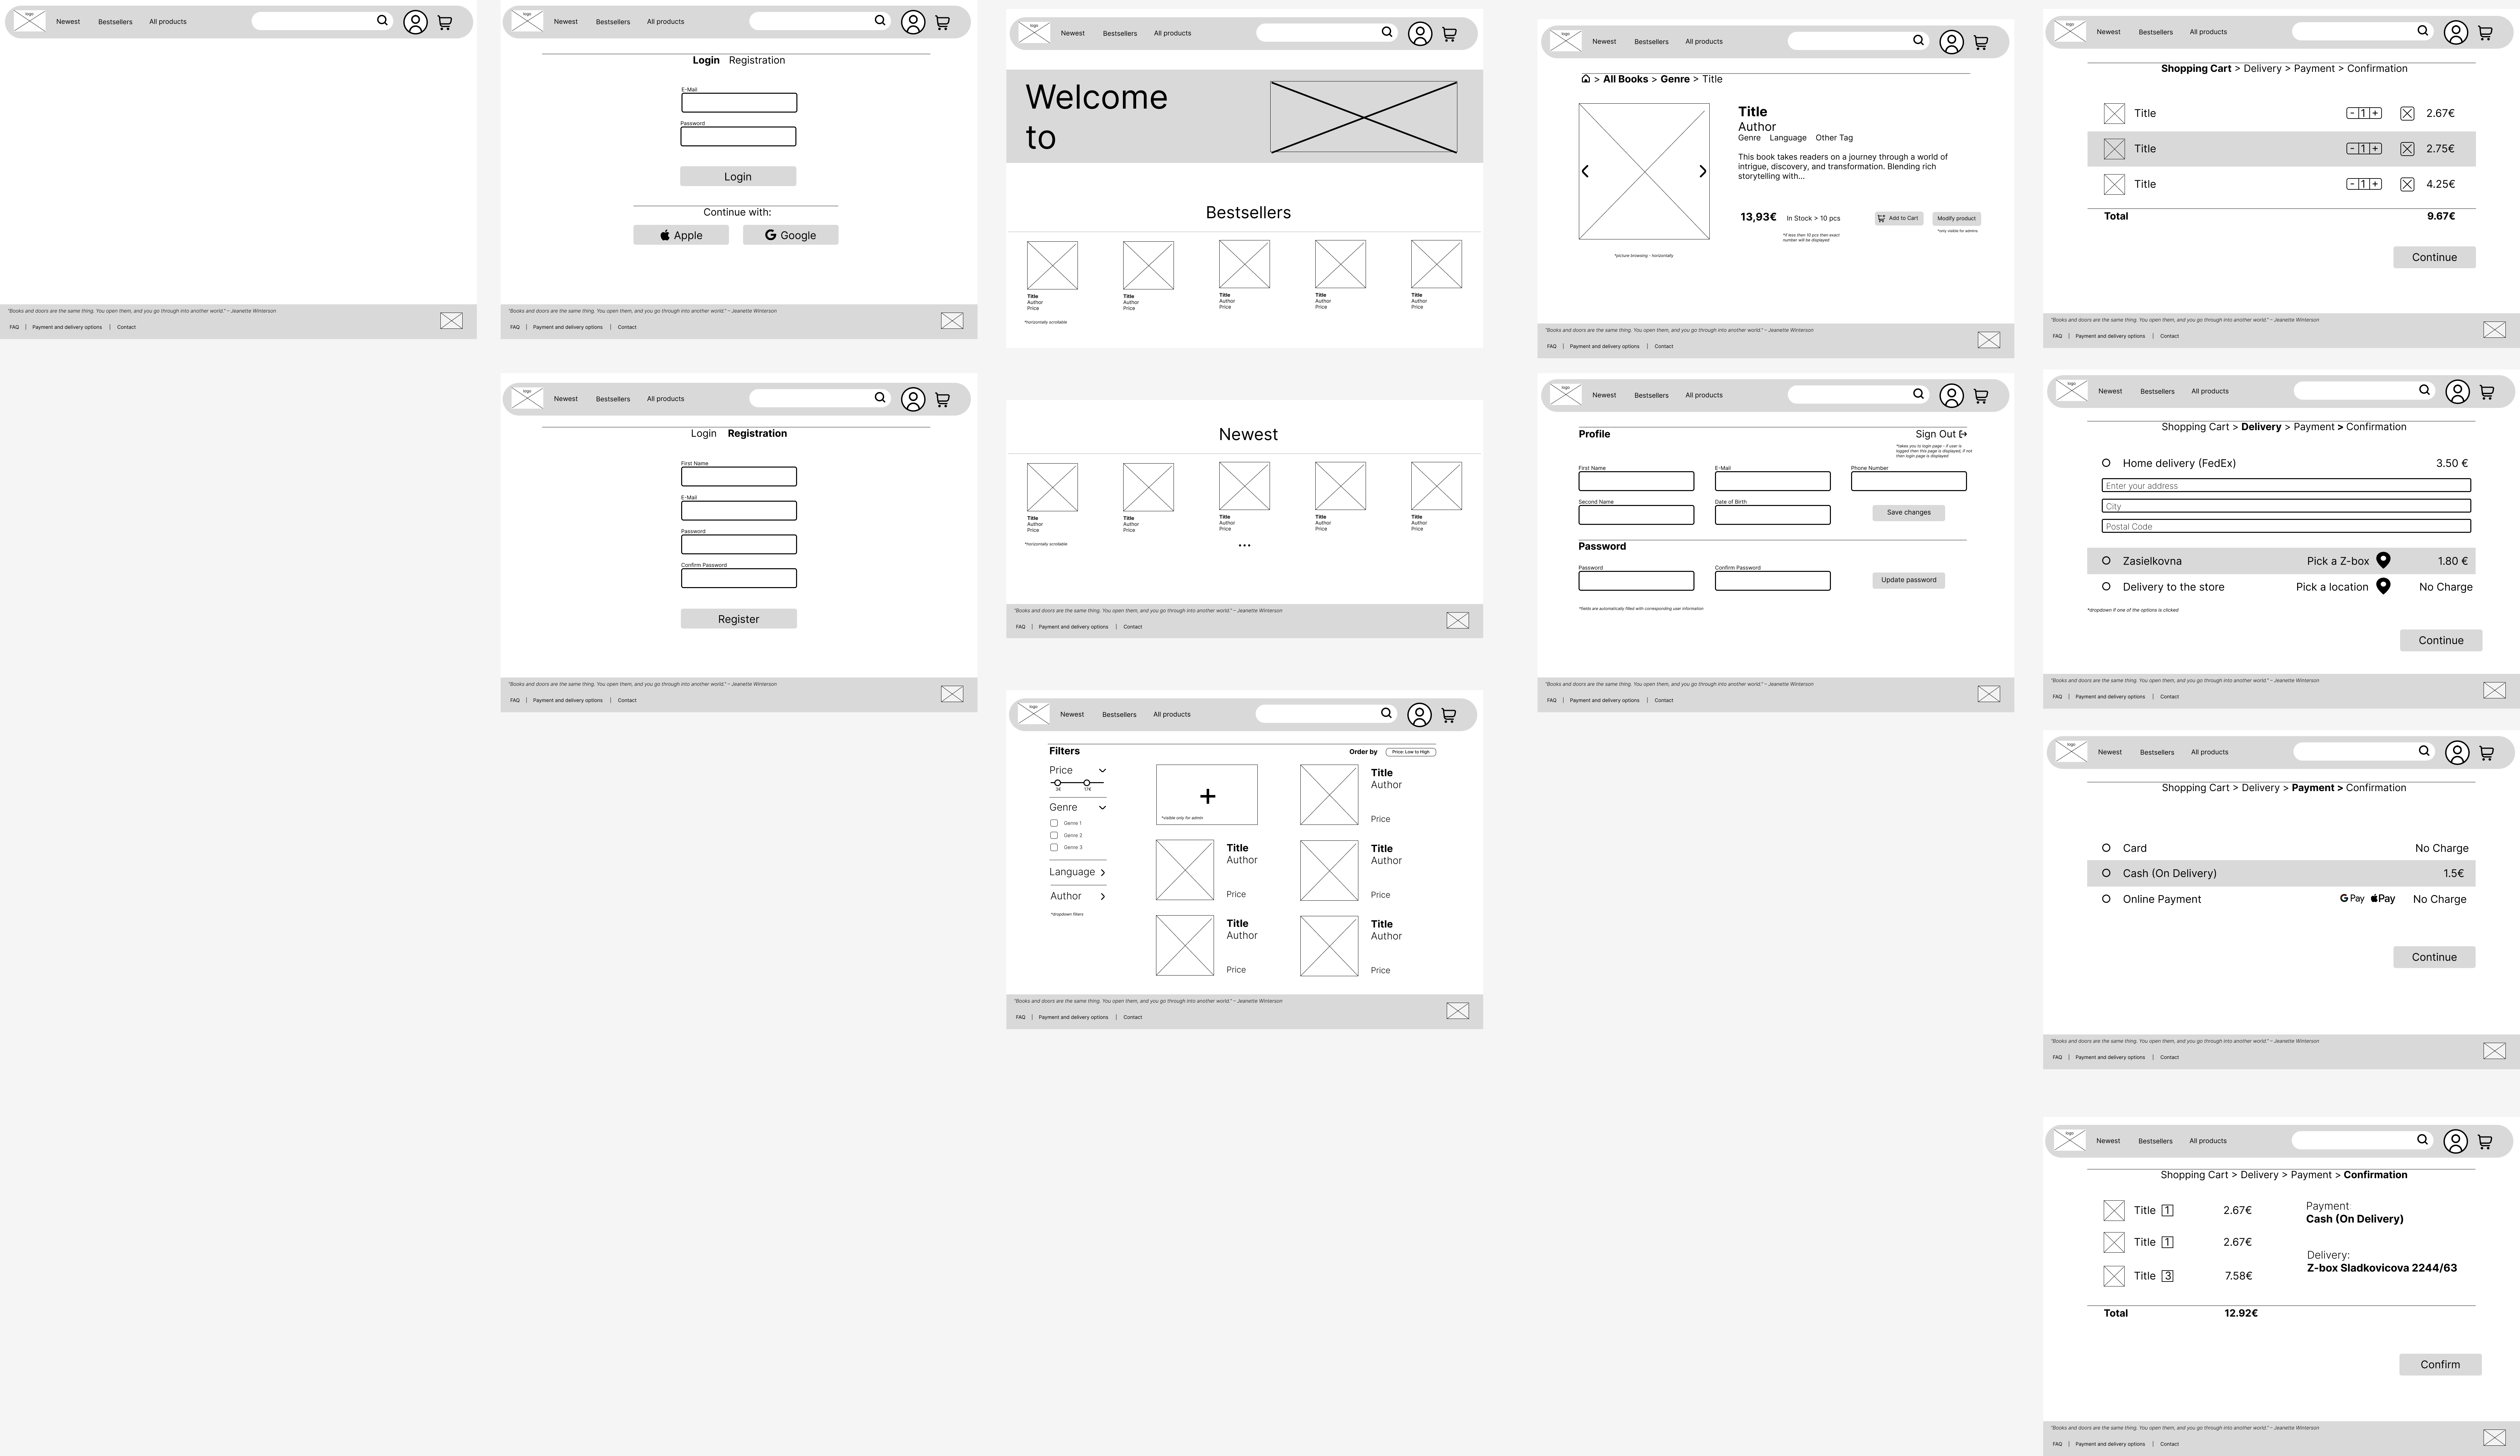 logo
Newest Bestsellers All products
"Books and doors are the same thing. You open them, and you go through into another world." – Jeanette Winterson
FAQ | Payment and delivery options | Contact
logo
Newest Bestsellers All products
Login Registration
E-Mail
Password
Login
Continue with:
Apple Google
"Books and doors are the same thing. You open them, and you go through into another world." – Jeanette Winterson
FAQ | Payment and delivery options | Contact
logo
Newest Bestsellers All products
Login Registration
First Name
E-Mail
Password
Confirm Password
Register
"Books and doors are the same thing. You open them, and you go through into another world." – Jeanette Winterson
FAQ | Payment and delivery options | Contact
logo
Newest Bestsellers All products
Welcome
to
Bestsellers
Title Title Title Title Title
Author Author Author Author Author
Price Price Price Price Price
*horizontally scrollable
Newest
Title Title Title Title Title
Author Author Author Author Author
Price Price Price Price Price
*horizontally scrollable
...
"Books and doors are the same thing. You open them, and you go through into another world." – Jeanette Winterson
FAQ | Payment and delivery options | Contact
logo
Newest Bestsellers All products
Filters
Order by Price: Low to High
Price
3€ 17€
Genre
Genre 1
Genre 2
Genre 3
Language
Author
*dropdown filters
+
*visible only for admin
Title
Author
Price
Title
Author
Price
Title
Author
Price
Title
Author
Price
Title
Author
Price
"Books and doors are the same thing. You open them, and you go through into another world." – Jeanette Winterson
FAQ | Payment and delivery options | Contact
logo
Newest Bestsellers All products
> All Books > Genre > Title
Title
Author
Genre Language Other Tag
This book takes readers on a journey through a world of
intrigue, discovery, and transformation. Blending rich
storytelling with...
13,93€ In Stock > 10 pcs Add to Cart Modify product
*if less then 10 pcs then exact
number will be displayed
*only visible for admins
*picture browsing - horizontally
"Books and doors are the same thing. You open them, and you go through into another world." – Jeanette Winterson
FAQ | Payment and delivery options | Contact
logo
Newest Bestsellers All products
Profile Sign Out
*takes you to login page - if user is
logged then this page is displayed, if not
then login page is displayed
First Name E-Mail Phone Number
Second Name Date of Birth
Save changes
Password
Password Confirm Password
Update password
*fields are automatically filled with corresponding user information
"Books and doors are the same thing. You open them, and you go through into another world." – Jeanette Winterson
FAQ | Payment and delivery options | Contact
logo
Newest Bestsellers All products
Shopping Cart > Delivery > Payment > Confirmation
Title - 1 + 2.67€
Title - 1 + 2.75€
Title - 1 + 4.25€
Total 9.67€
Continue
"Books and doors are the same thing. You open them, and you go through into another world." – Jeanette Winterson
FAQ | Payment and delivery options | Contact
logo
Newest Bestsellers All products
Shopping Cart > Delivery > Payment > Confirmation
Home delivery (FedEx) 3.50 €
Enter your address
City
Postal Code
Zasielkovna Pick a Z-box 1.80 €
Delivery to the store Pick a location No Charge
*dropdown if one of the options is clicked
Continue
"Books and doors are the same thing. You open them, and you go through into another world." – Jeanette Winterson
FAQ | Payment and delivery options | Contact
logo
Newest Bestsellers All products
Shopping Cart > Delivery > Payment > Confirmation
Card No Charge
Cash (On Delivery) 1.5€
Online Payment G Pay Pay No Charge
Continue
"Books and doors are the same thing. You open them, and you go through into another world." – Jeanette Winterson
FAQ | Payment and delivery options | Contact
logo
Newest Bestsellers All products
Shopping Cart > Delivery > Payment > Confirmation
Title 1 2.67€
Title 1 2.67€
Title 3 7.58€
Payment
Cash (On Delivery)
Delivery:
Z-box Sladkovicova 2244/63
Total 12.92€
Confirm
"Books and doors are the same thing. You open them, and you go through into another world." – Jeanette Winterson
FAQ | Payment and delivery options | Contact